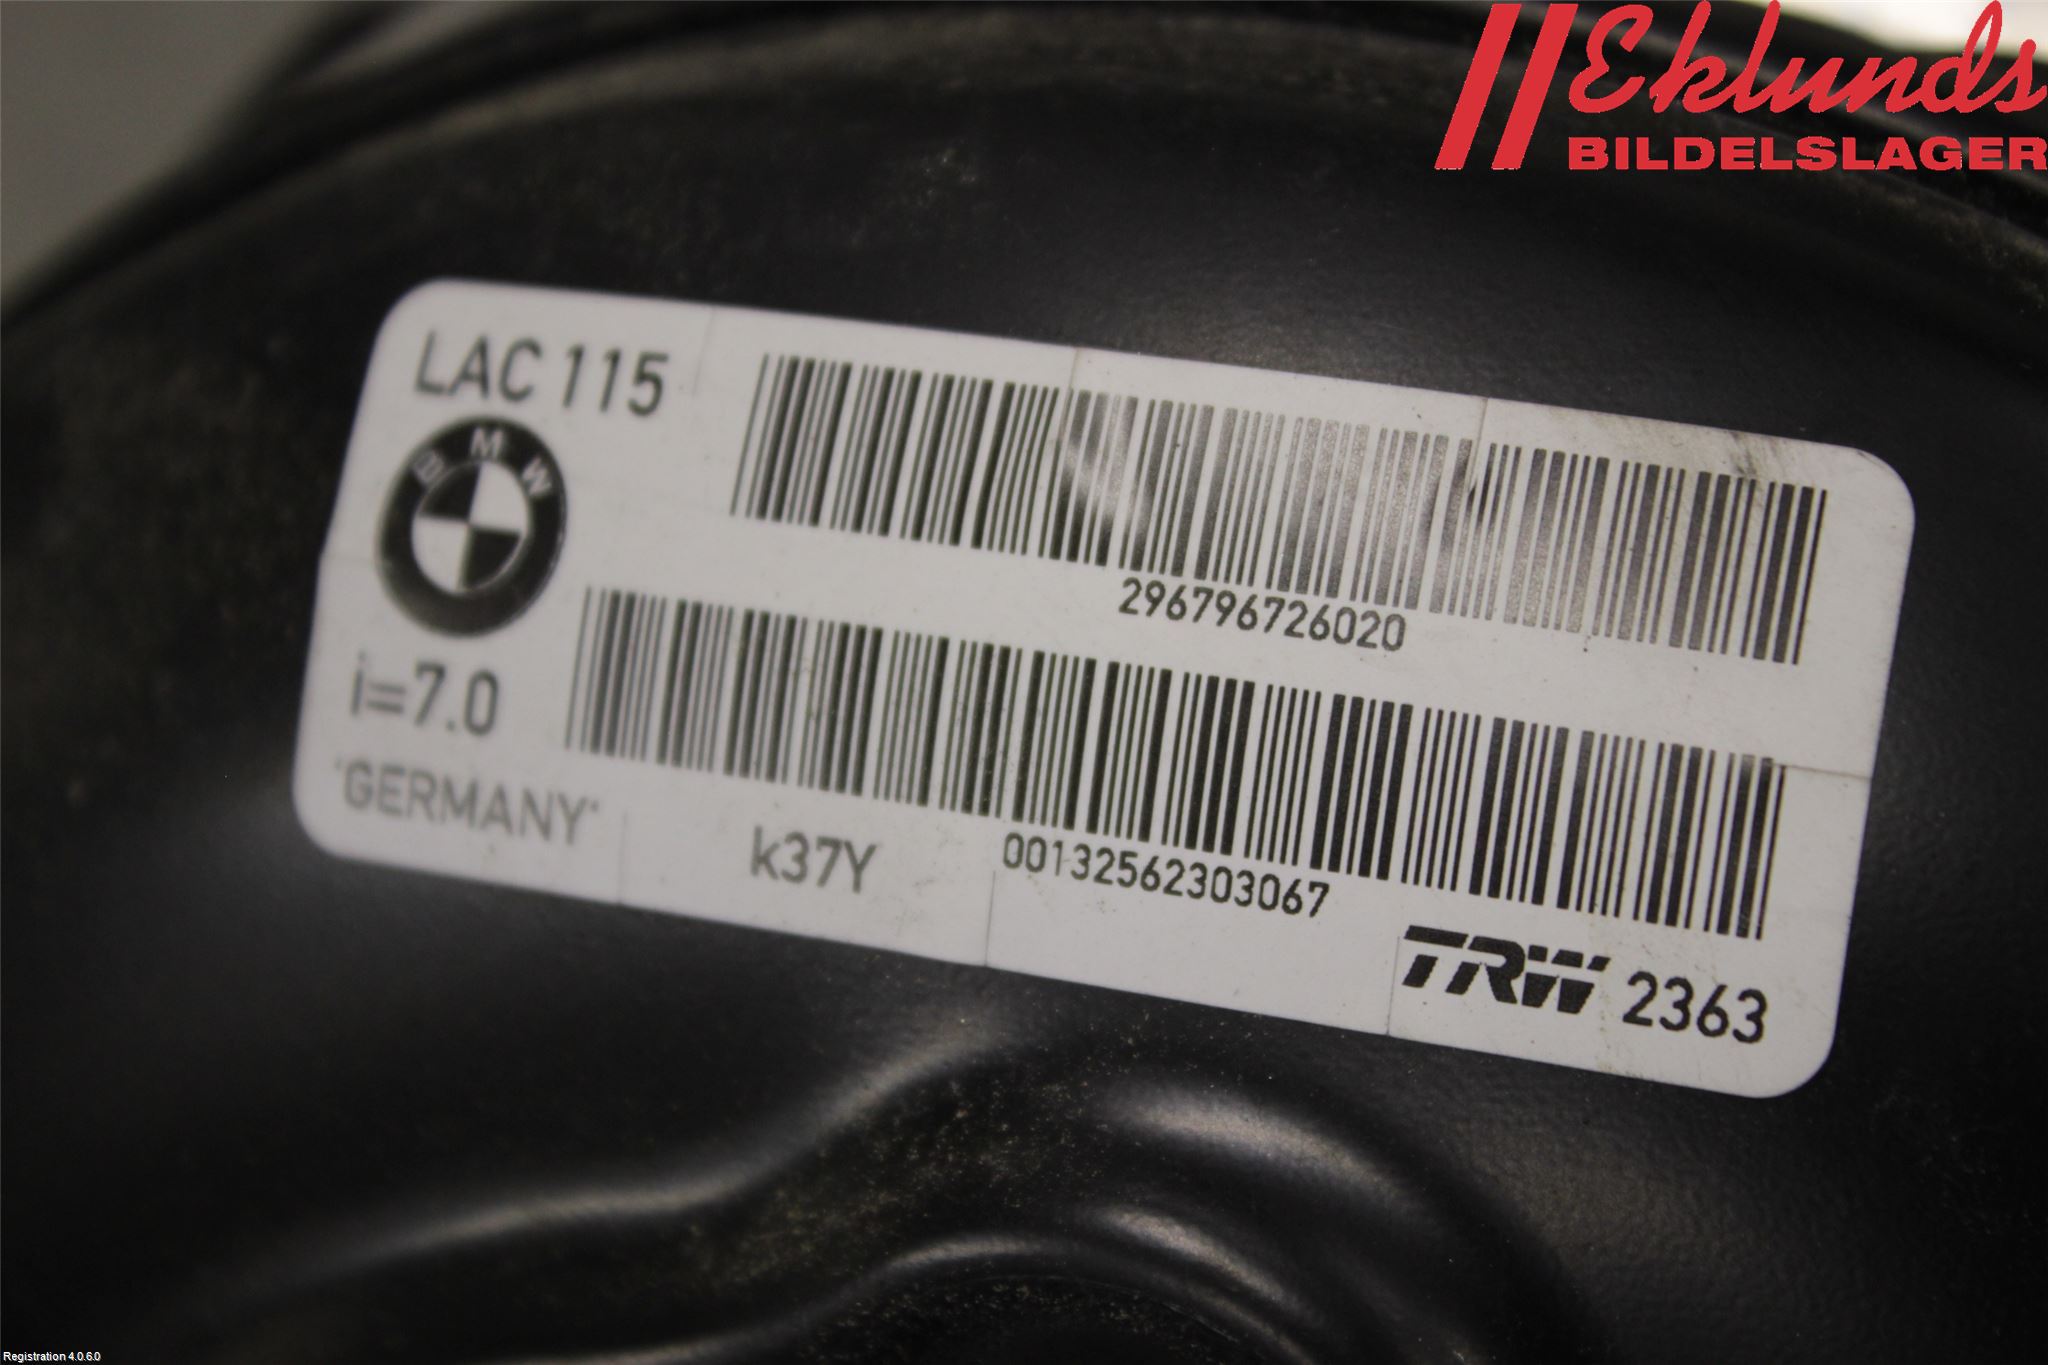 Eklunds
BILDELSLAGER
LAC 115
BMW
296796726020
i=7.0
"GERMANY"
k37Y
00132562303067
TRW 2363
Registration 4.0.6.0